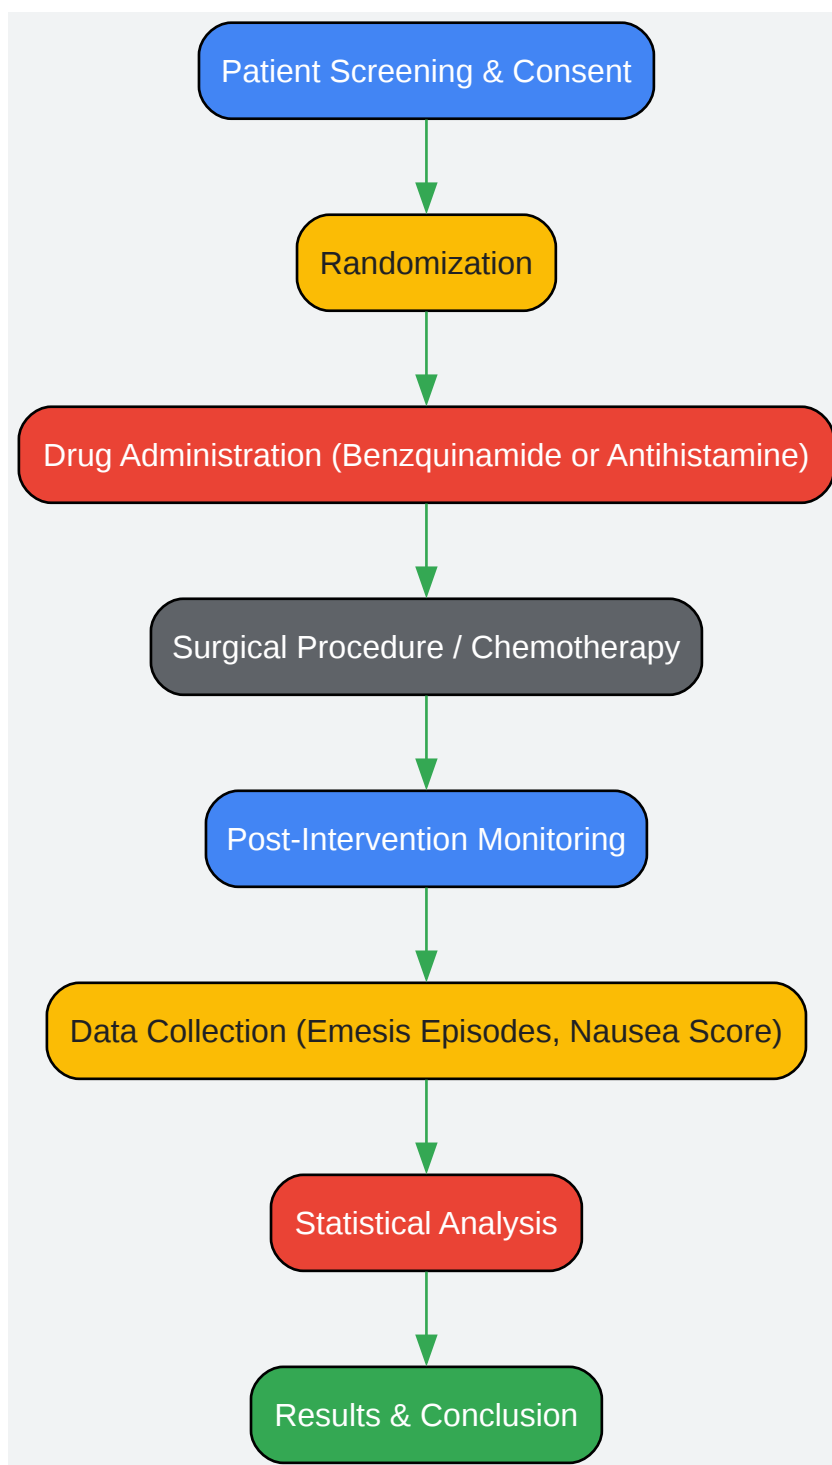 Patient Screening & Consent
Randomization
Drug Administration (Benzquinamide or Antihistamine)
Surgical Procedure / Chemotherapy
Post-Intervention Monitoring
Data Collection (Emesis Episodes, Nausea Score)
Statistical Analysis
Results & Conclusion